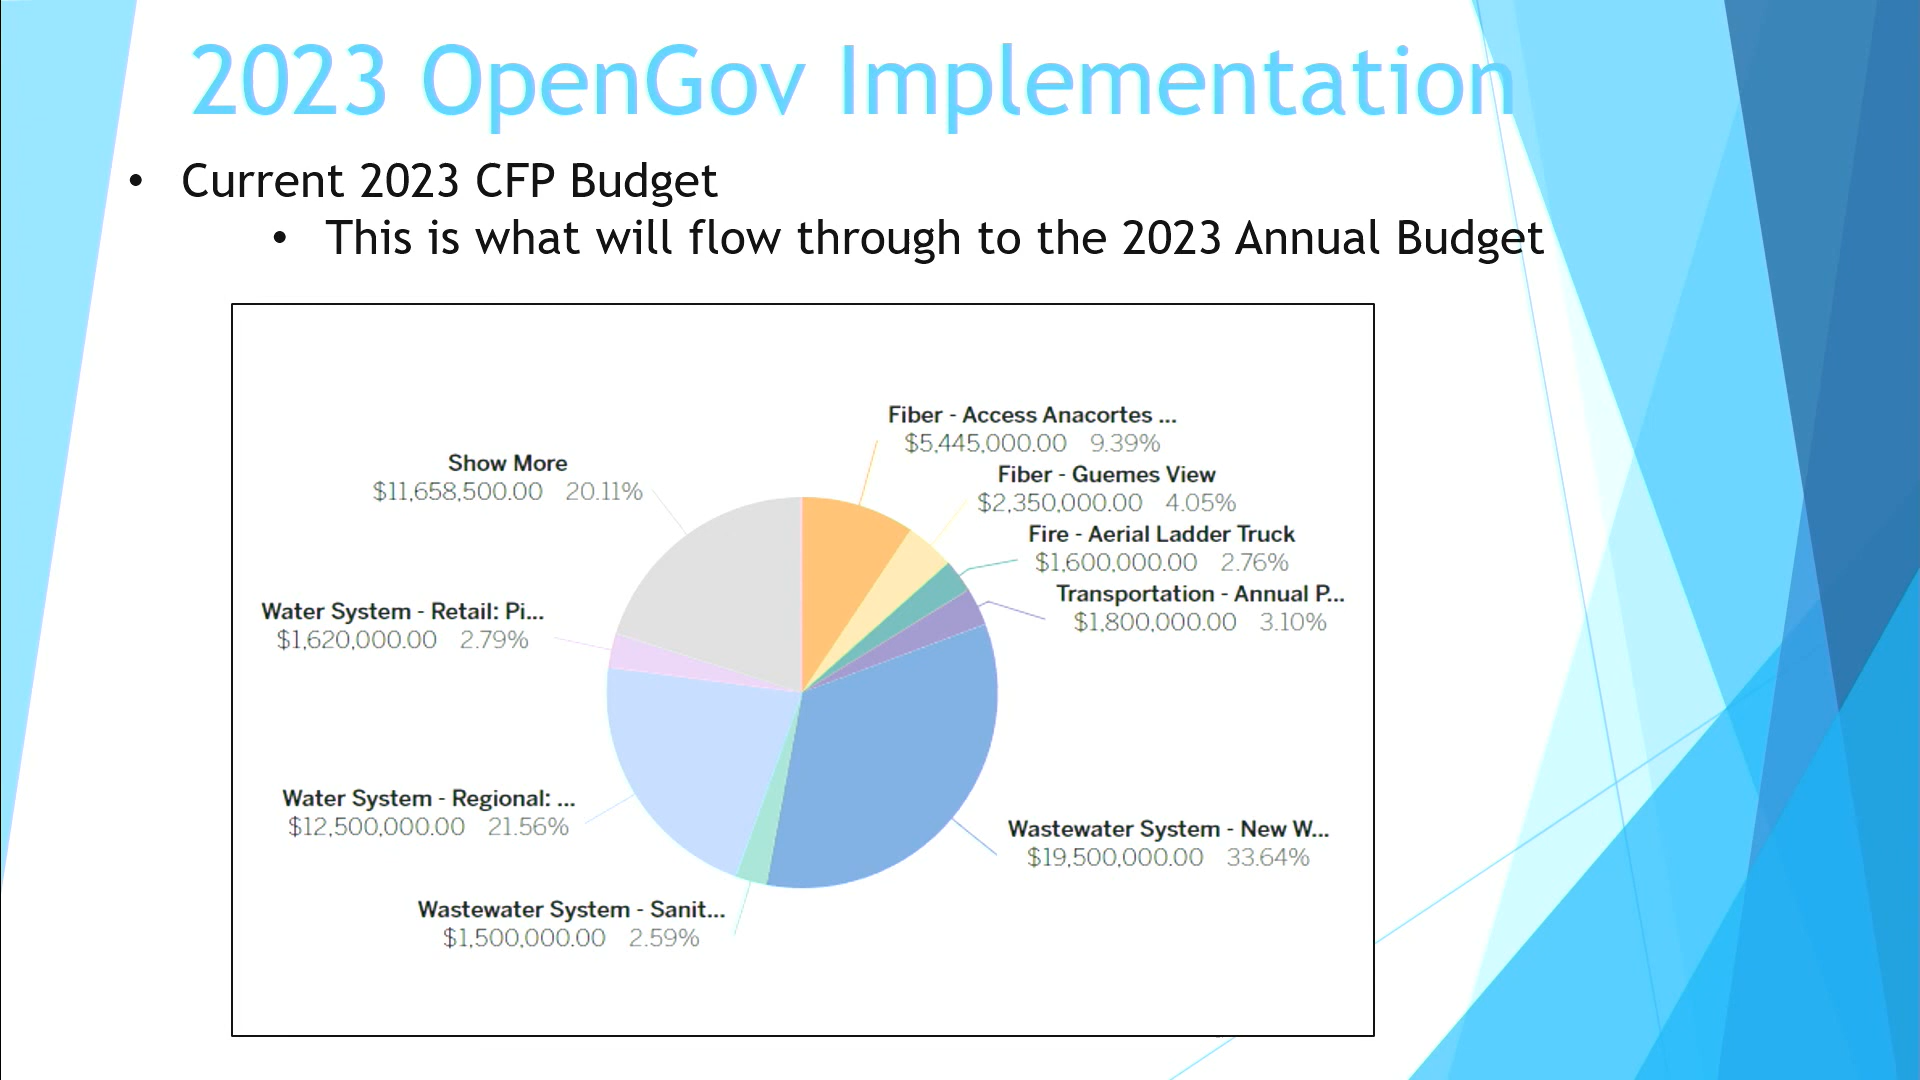 2023 OpenGov Implementation
• Current 2023 CFP Budget
• This is what will flow through to the 2023 Annual Budget
Fiber - Access Anacortes ...
$5,445,000.00 9.39%
Fiber - Guemes View
$2,350,000.00 4.05%
Fire - Aerial Ladder Truck
$1,600,000.00 2.76%
Transportation - Annual P...
$1,800,000.00 3.10%
Wastewater System - New W...
$19,500,000.00 33.64%
Wastewater System - Sanit...
$1,500,000.00 2.59%
Water System - Regional: ...
$12,500,000.00 21.56%
Water System - Retail: Pi...
$1,620,000.00 2.79%
Show More
$11,658,500.00 20.11%